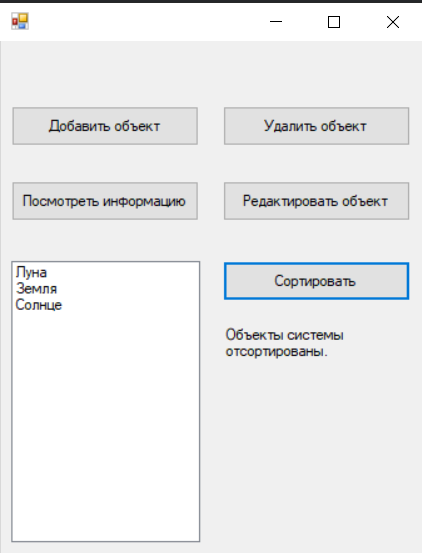 Добавить объект
Удалить объект
Посмотреть информацию
Редактировать объект
Луна
Земля
Солнце
Сортировать
Объекты системы
отсортированы.